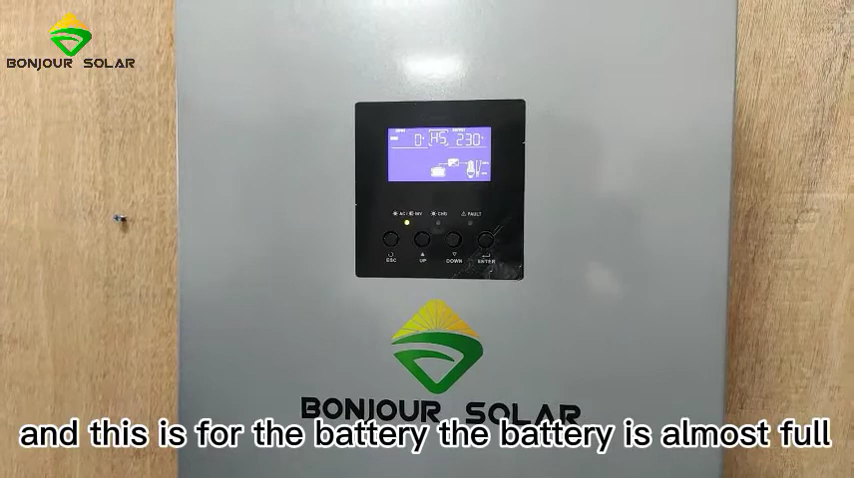 BONJOUR SOLAR
0 HS 230
AC/ INV CHG FAULT
ESC UP DOWN ENTER
BONJOUR SOLAR
and this is for the battery the battery is almost full